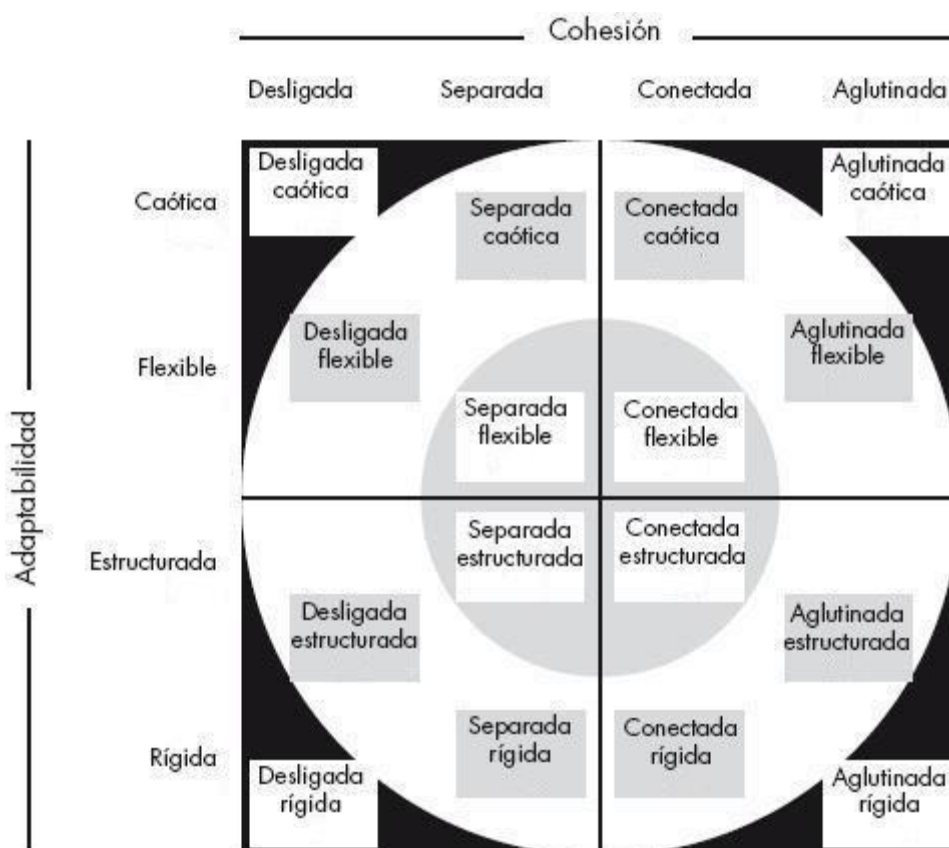 Cohesión
Desligada Separada Conectada Aglutinada
Adaptabilidad
Caótica
Desligada
caótica
Separada
caótica
Conectada
caótica
Aglutinada
caótica
Flexible
Desligada
flexible
Separada
flexible
Conectada
flexible
Aglutinada
flexible
Estructurada
Separada
estructurada
Conectada
estructurada
Desligada
estructurada
Aglutinada
estructurada
Rígida
Desligada
rígida
Separada
rígida
Conectada
rígida
Aglutinada
rígida